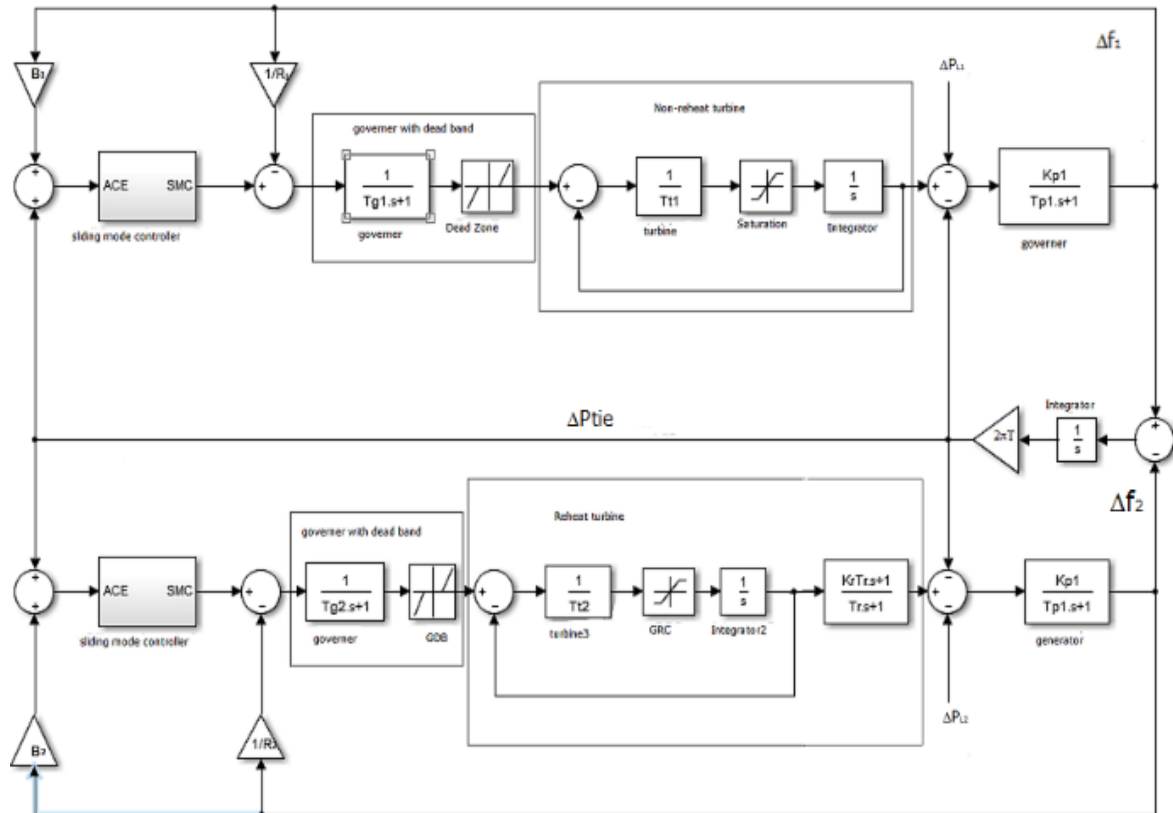 Δf₁
B₁
1/R₁
ΔPL₁
Non-reheat turbine
governer with dead band
ACE SMC
sliding mode controller
1
Tg1.s+1
governer
Dead Zone
1
Tt1
turbine
Saturation
1
s
Integrator
Kp1
Tp1.s+1
governer
ΔPtie
2πT
Integrator
1
s
Δf₂
Reheat turbine
governer with dead band
ACE SMC
sliding mode controller
1
Tg2.s+1
governer
GDB
1
Tt2
turbine3
GRC
1
s
Integrator2
KrTr.s+1
Tr.s+1
Kp1
Tp1.s+1
generator
ΔPL₂
B₂
1/R₂